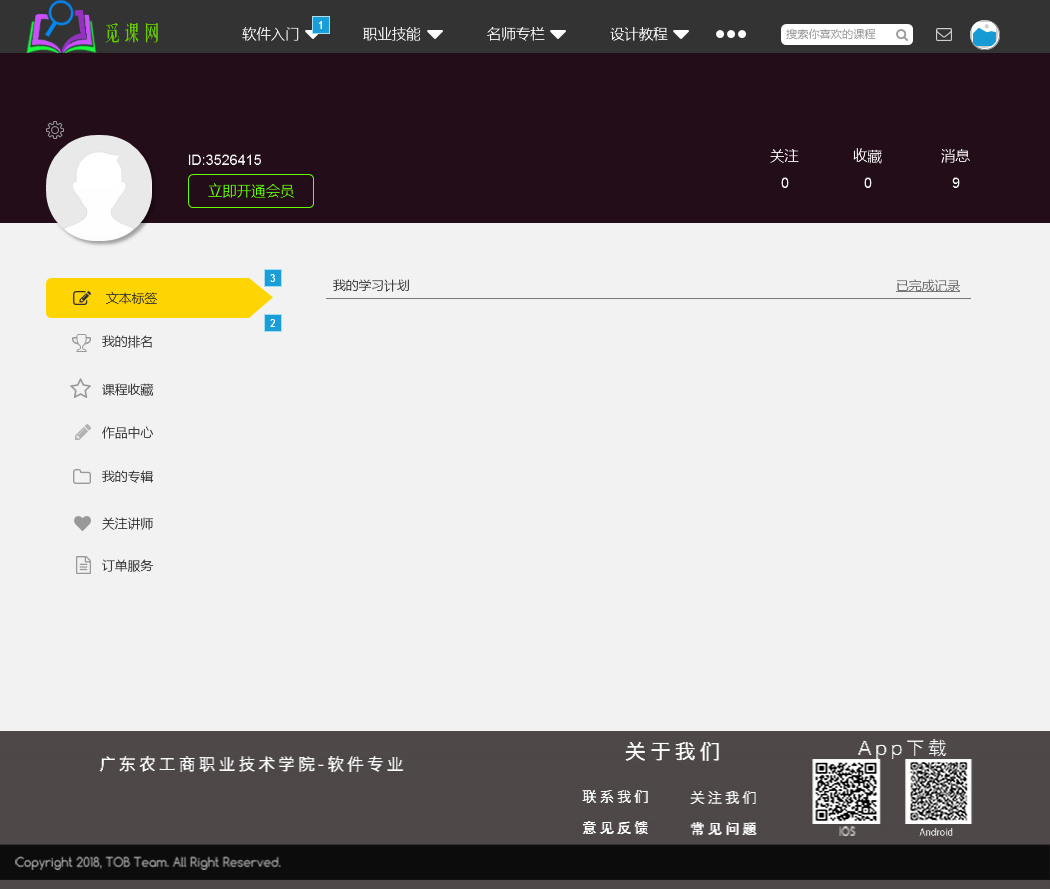 觅课网
软件入门 1 职业技能 名师专栏 设计教程 搜索你喜欢的课程
ID:3526415
立即开通会员
关注 收藏 消息
0 0 9
3
文本标签
2
我的排名
课程收藏
作品中心
我的专辑
关注讲师
订单服务
我的学习计划 已完成记录
广东农工商职业技术学院-软件专业
关于我们
联系我们 关注我们
意见反馈 常见问题
App下载
IOS Android
Copyright 2018, TOB Team. All Right Reserved.